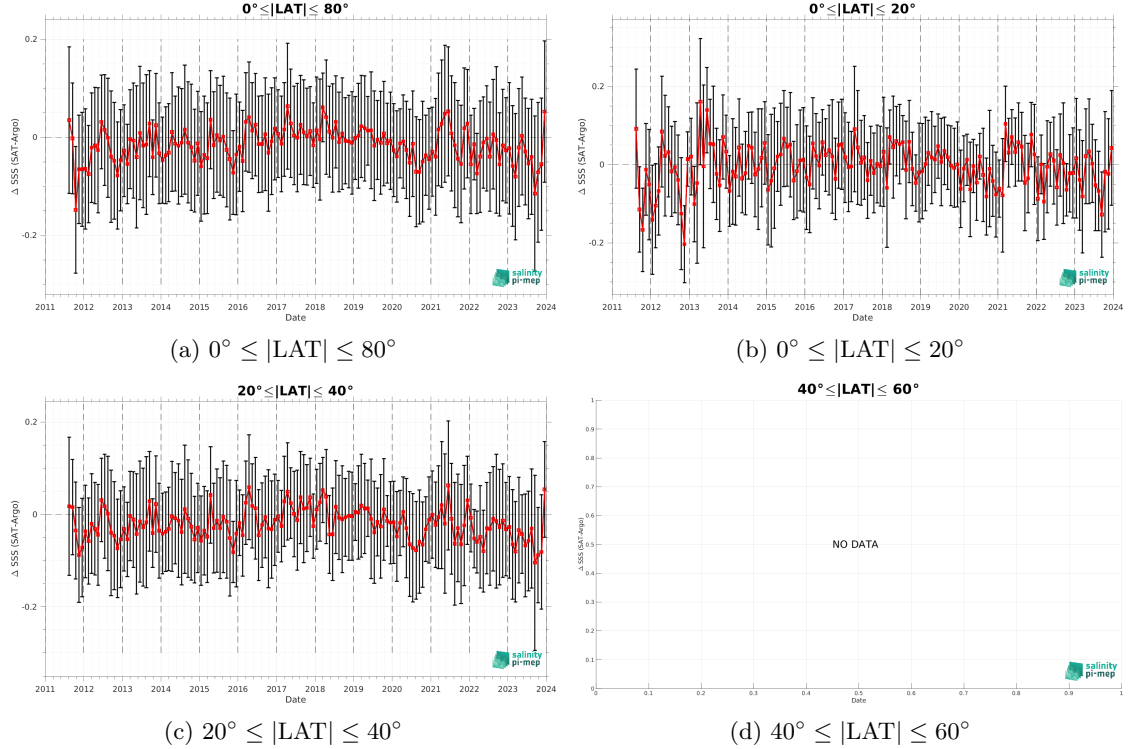 0°≤|LAT|≤ 80°
Δ SSS (SAT-Argo)
0.2
0
-0.2
2011 2012 2013 2014 2015 2016 2017 2018 2019 2020 2021 2022 2023 2024
Date
salinity
pi-mep
(a) 0° ≤ |LAT| ≤ 80°
0°≤|LAT|≤ 20°
Δ SSS (SAT-Argo)
0.2
0
-0.2
2011 2012 2013 2014 2015 2016 2017 2018 2019 2020 2021 2022 2023 2024
Date
salinity
pi-mep
(b) 0° ≤ |LAT| ≤ 20°
20°≤|LAT|≤ 40°
Δ SSS (SAT-Argo)
0.2
0
-0.2
2011 2012 2013 2014 2015 2016 2017 2018 2019 2020 2021 2022 2023 2024
Date
salinity
pi-mep
(c) 20° ≤ |LAT| ≤ 40°
40°≤|LAT|≤ 60°
Δ SSS (SAT-Argo)
1
0.9
0.8
0.7
0.6
0.5
0.4
0.3
0.2
0.1
0
NO DATA
0 0.1 0.2 0.3 0.4 0.5 0.6 0.7 0.8 0.9 1
Date
salinity
pi-mep
(d) 40° ≤ |LAT| ≤ 60°